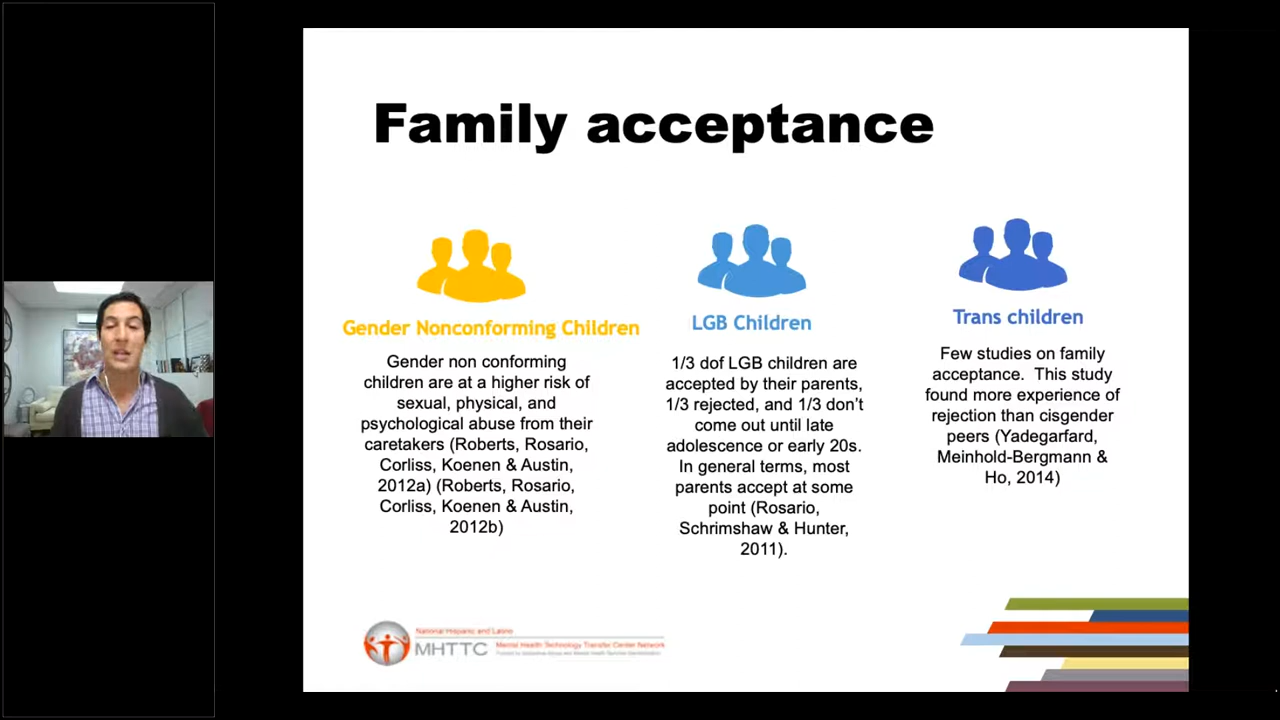 Family acceptance
Gender Nonconforming Children
Gender non conforming
children are at a higher risk of
sexual, physical, and
psychological abuse from their
caretakers (Roberts, Rosario,
Corliss, Koenen & Austin,
2012a) (Roberts, Rosario,
Corliss, Koenen & Austin,
2012b)
LGB Children
1/3 dof LGB children are
accepted by their parents,
1/3 rejected, and 1/3 don't
come out until late
adolescence or early 20s.
In general terms, most
parents accept at some
point (Rosario,
Schrimshaw & Hunter,
2011).
Trans children
Few studies on family
acceptance.  This study
found more experience of
rejection than cisgender
peers (Yadegarfard,
Meinhold-Bergmann &
Ho, 2014)
National Hispanic and Latino
MHTTC
Mental Health Technology Transfer Center Network